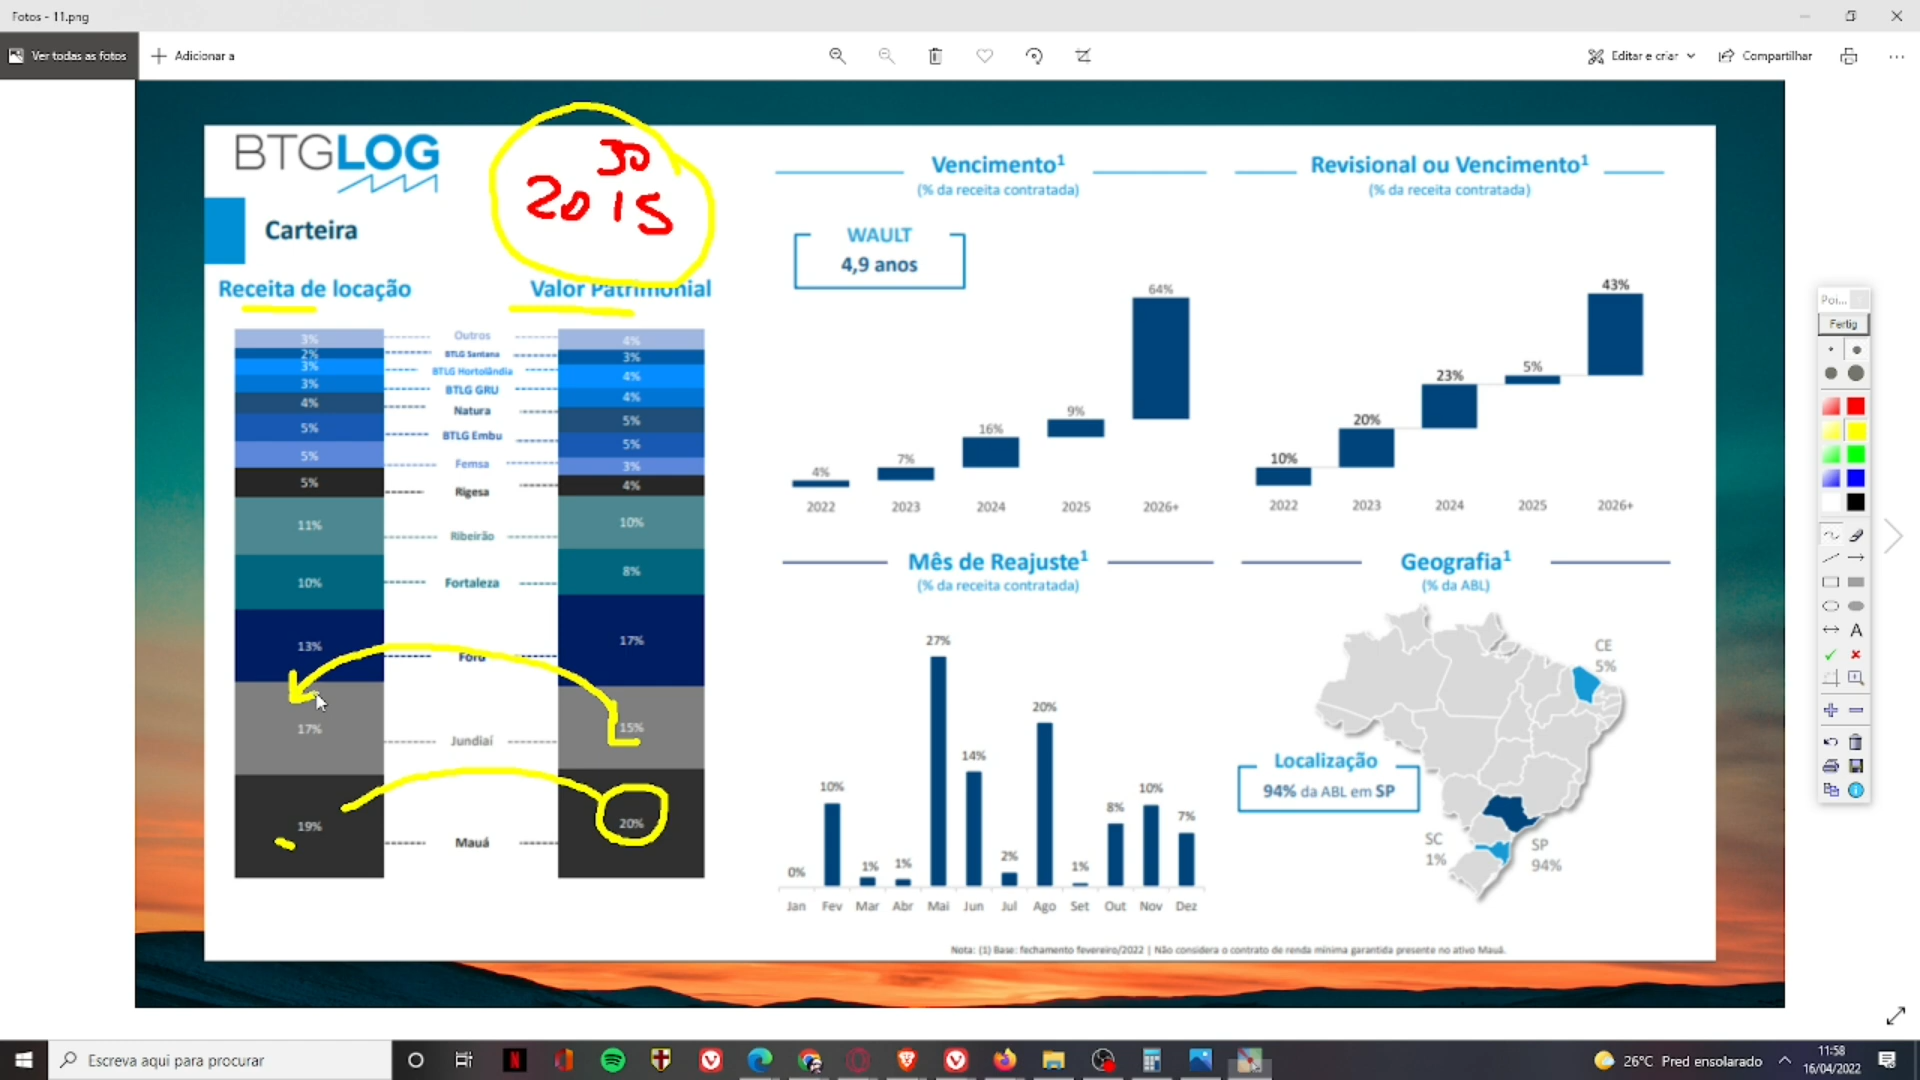 Fotos - 11.png
Ver todas as fotos
Adicionar a
Editar e criar
Compartilhar
BTGLOG
30
2015
Carteira
Receita de locação
Valor Patrimonial
3% Outros 4%
2% BTLG Santana 3%
3% BTLG Hortolândia 4%
3% BTLG GRU 4%
4% Natura 5%
5% BTLG Embu 5%
5% Femsa 3%
5% Rigesa 4%
11% Ribeirão 10%
10% Fortaleza 8%
13% Ford 17%
17% Jundiaí 15%
19% Mauá 20%
Vencimento¹
(% da receita contratada)
WAULT
4,9 anos
4% 7% 16% 9% 64%
2022 2023 2024 2025 2026+
Revisional ou Vencimento¹
(% da receita contratada)
10% 20% 23% 5% 43%
2022 2023 2024 2025 2026+
Mês de Reajuste¹
(% da receita contratada)
0% 10% 1% 1% 27% 14% 2% 20% 1% 8% 10% 7%
Jan Fev Mar Abr Mai Jun Jul Ago Set Out Nov Dez
Geografia¹
(% da ABL)
CE
5%
Localização
94% da ABL em SP
SC
1%
SP
94%
Nota: (1) Base: fechamento fevereiro/2022 | Não considera o contrato de renda mínima garantida presente no ativo Mauá.
Poi...
Fertig
A
Escreva aqui para procurar
26°C Pred ensolarado
11:58
16/04/2022